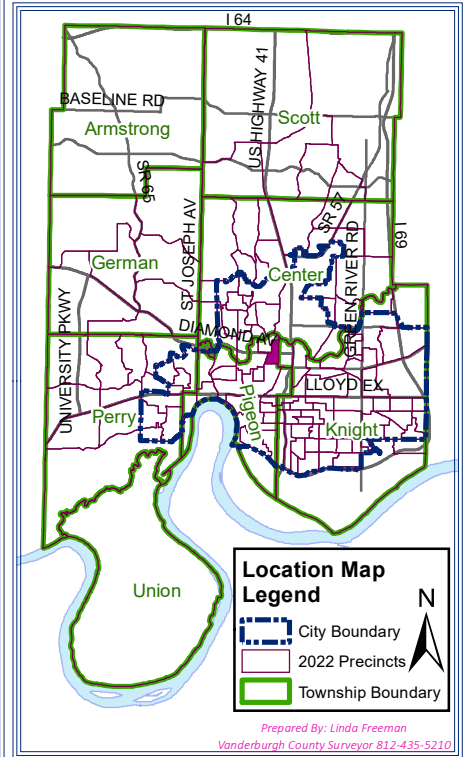 I 64
BASELINE RD
Armstrong
Scott
US HIGHWAY 41
SR 65
ST JOSEPH AV
SR 57
I 69
German
Center
GREEN RIVER RD
UNIVERSITY PKWY
DIAMOND AV
LLOYD EX
Perry
Pigeon
Knight
Union
Location Map
Legend
N
City Boundary
2022 Precincts
Township Boundary
Prepared By: Linda Freeman
Vanderburgh County Surveyor 812-435-5210